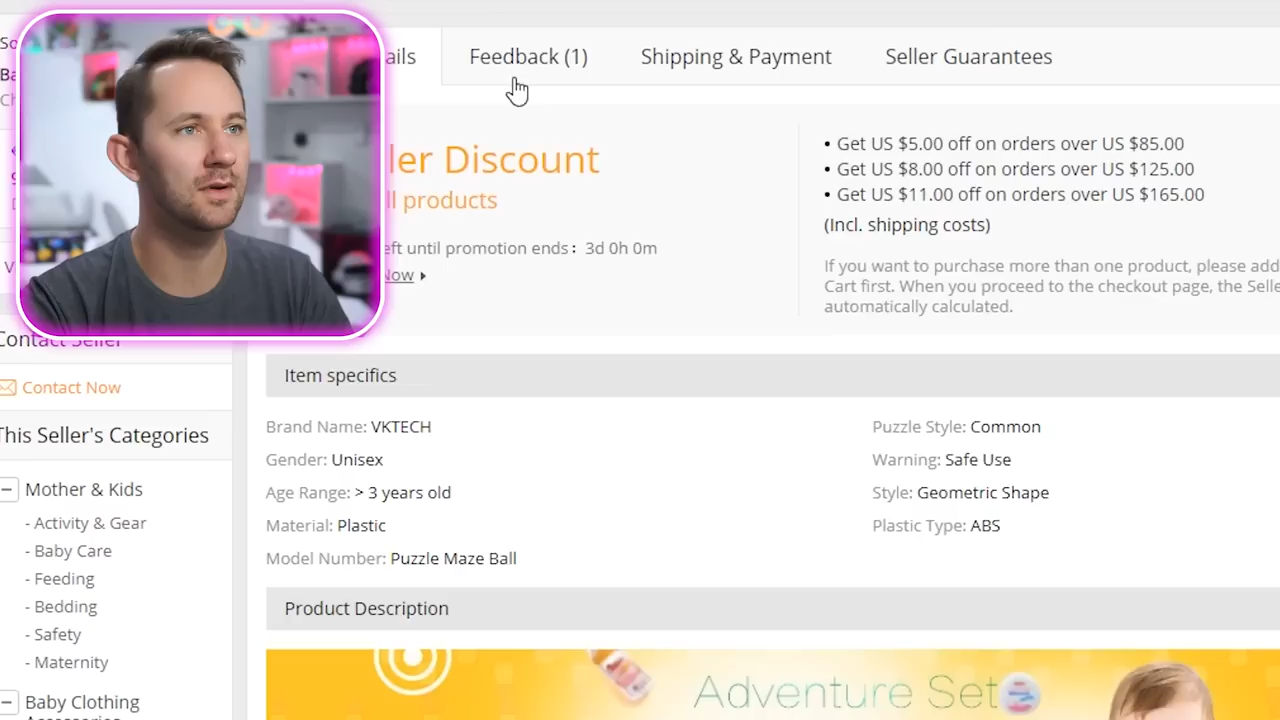 ails
Feedback (1)
Shipping & Payment
Seller Guarantees
ler Discount
ll products
eft until promotion ends: 3d 0h 0m
Now
• Get US $5.00 off on orders over US $85.00
• Get US $8.00 off on orders over US $125.00
• Get US $11.00 off on orders over US $165.00
(Incl. shipping costs)
If you want to purchase more than one product, please add
Cart first. When you proceed to the checkout page, the Selle
automatically calculated.
Contact Seller
Contact Now
This Seller's Categories
Mother & Kids
- Activity & Gear
- Baby Care
- Feeding
- Bedding
- Safety
- Maternity
Baby Clothing
Item specifics
Brand Name: VKTECH
Gender: Unisex
Age Range: > 3 years old
Material: Plastic
Model Number: Puzzle Maze Ball
Puzzle Style: Common
Warning: Safe Use
Style: Geometric Shape
Plastic Type: ABS
Product Description
Adventure Set